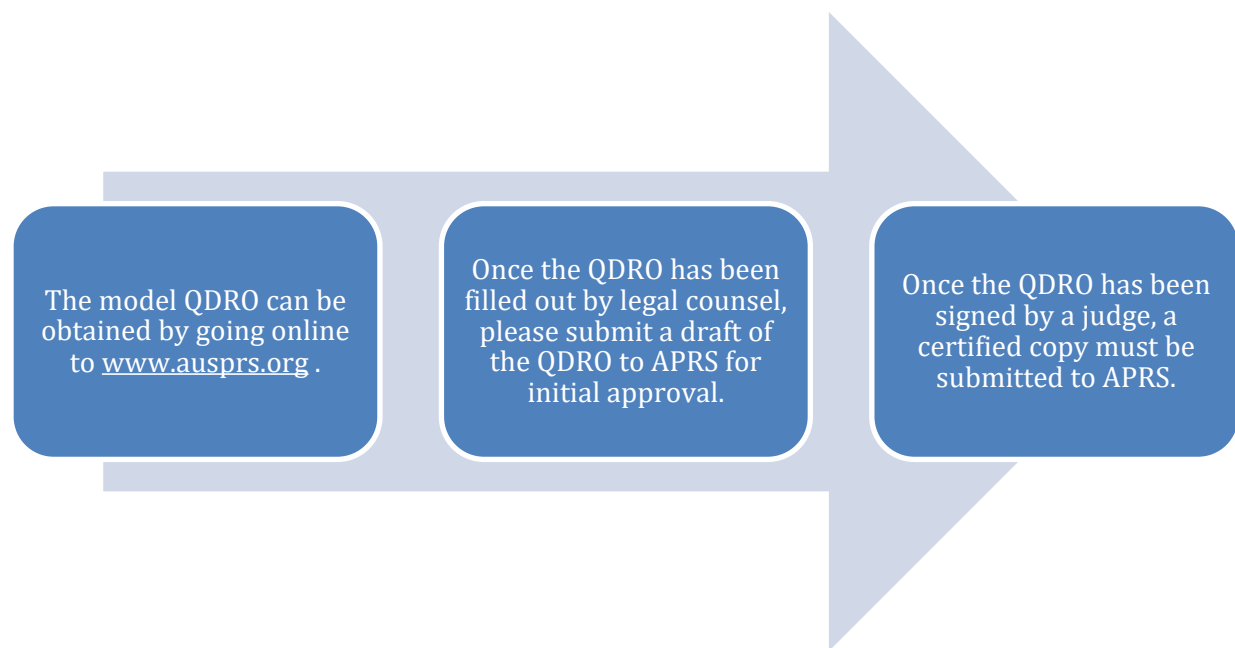 The model QDRO can be
obtained by going online
to www.ausprs.org .
Once the QDRO has been
filled out by legal counsel,
please submit a draft of
the QDRO to APRS for
initial approval.
Once the QDRO has been
signed by a judge, a
certified copy must be
submitted to APRS.